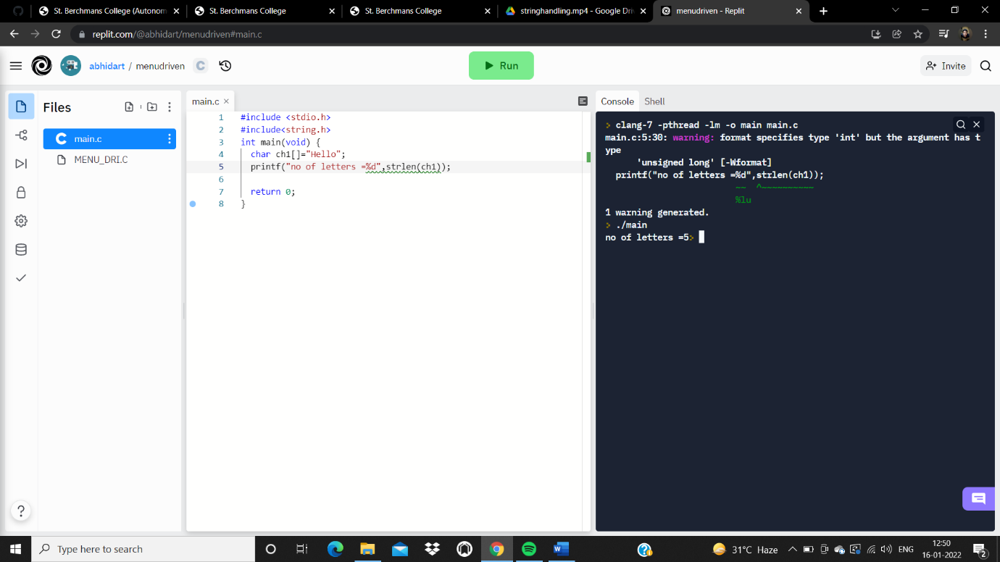 St. Berchmans College (Autonom
St. Berchmans College
St. Berchmans College
stringhandling.mp4 - Google Dri
menudriven - Replit
replit.com/@abhidart/menudriven#main.c
abhidart / menudriven C
Run
Invite
Files
main.c
MENU_DRI.C
main.c
1 #include <stdio.h>
2 #include<string.h>
3 int main(void) {
4 char ch1[]="Hello";
5 printf("no of letters =%d",strlen(ch1));
6
7 return 0;
8 }
Console Shell
> clang-7 -pthread -lm -o main main.c
main.c:5:30: warning: format specifies type 'int' but the argument has t
ype
'unsigned long' [-Wformat]
printf("no of letters =%d",strlen(ch1));
~~ ^~~~~~~~~~~
%lu
1 warning generated.
> ./main
no of letters =5>
?
Type here to search
31°C Haze
ENG
12:50
16-01-2022
2